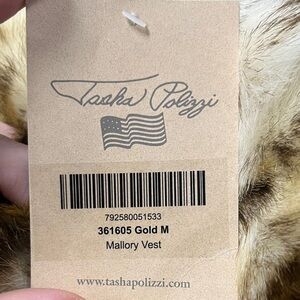 Tasha Polizzi
792580051533
361605 Gold M
Mallory Vest
www.tashapolizzi.com